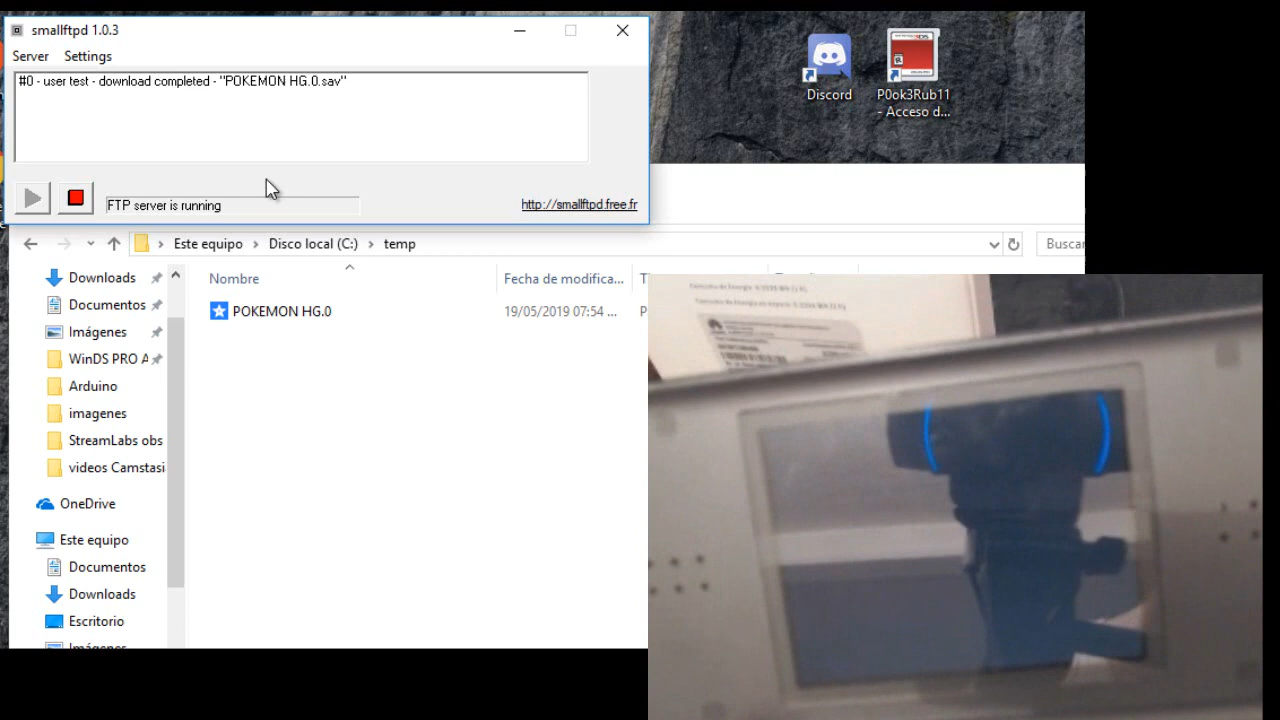 smallftpd 1.0.3
Server Settings
#0 - user test - download completed - "POKEMON HG.0.sav"
FTP server is running
http://smallftpd.free.fr
Discord
P0ok3Rub11
- Acceso d...
Este equipo > Disco local (C:) > temp
Buscar
Nombre
Fecha de modifica...
POKEMON HG.0
19/05/2019 07:54 ...
Downloads
Documentos
Imágenes
WinDS PRO A
Arduino
imagenes
StreamLabs obs
videos Camstasi
OneDrive
Este equipo
Documentos
Downloads
Escritorio
Imágenes